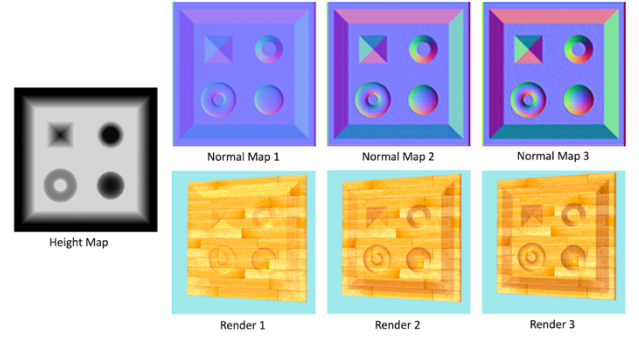 Normal Map 1
Normal Map 2
Normal Map 3
Height Map
Render 1
Render 2
Render 3